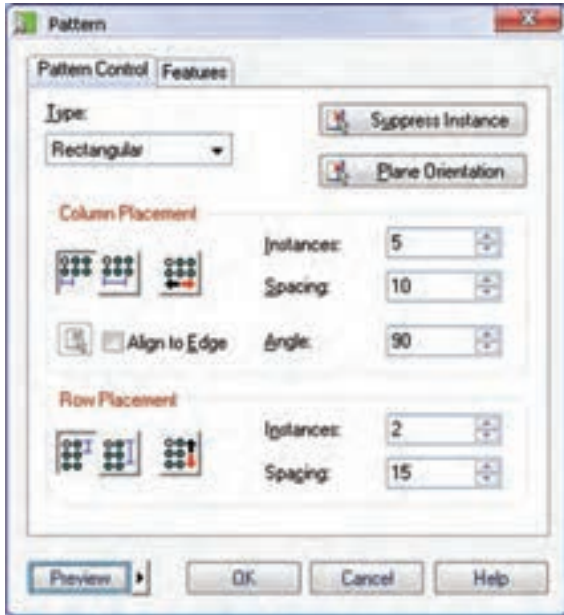 Pattern
Pattern Control Features
Type:
Suppress Instance
Rectangular
Plane Orientation
Column Placement
Instances: 5
Spacing: 10
Align to Edge
Angle: 90
Row Placement
Instances: 2
Spacing: 15
Preview OK Cancel Help